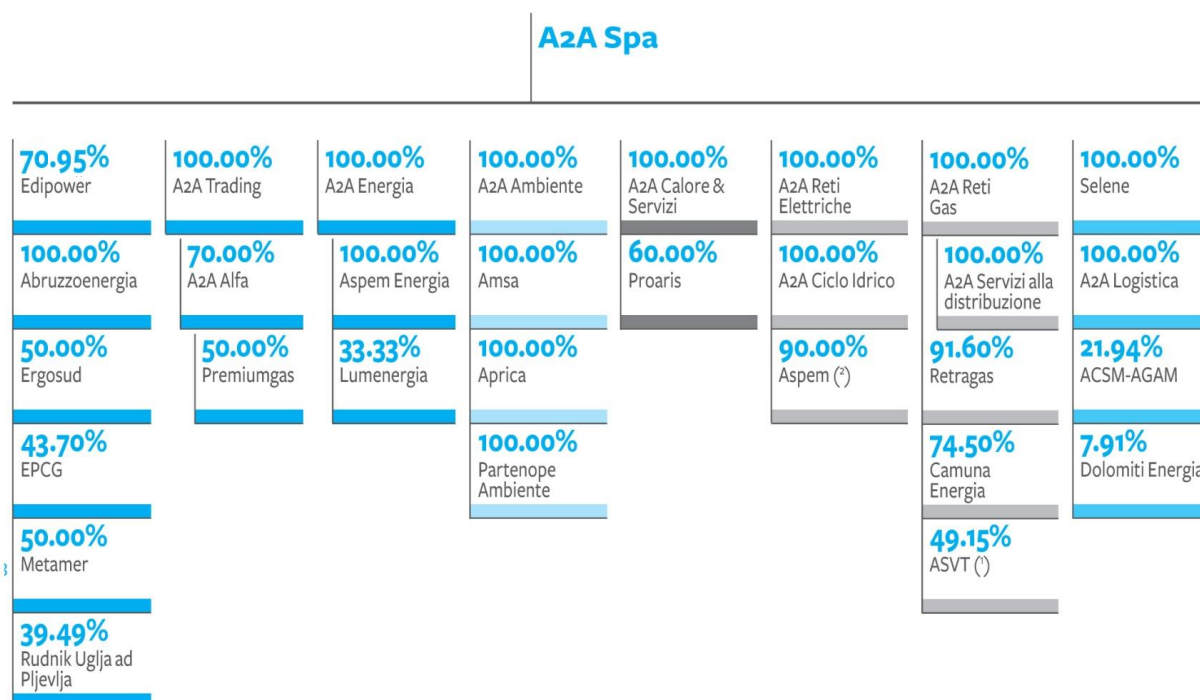 A2A Spa
70.95%
Edipower
100.00%
Abruzzoenergia
50.00%
Ergosud
43.70%
EPCG
50.00%
Metamer
39.49%
Rudnik Uglja ad
Pljevlja
100.00%
A2A Trading
70.00%
A2A Alfa
50.00%
Premiumgas
100.00%
A2A Energia
100.00%
Aspem Energia
33.33%
Lumenergia
100.00%
A2A Ambiente
100.00%
Amsa
100.00%
Aprica
100.00%
Partenope
Ambiente
100.00%
A2A Calore &
Servizi
60.00%
Proaris
100.00%
A2A Reti
Elettriche
100.00%
A2A Ciclo Idrico
90.00%
Aspem (²)
100.00%
A2A Reti
Gas
100.00%
A2A Servizi alla
distribuzione
91.60%
Retragas
74.50%
Camuna
Energia
49.15%
ASVT (¹)
100.00%
Selene
100.00%
A2A Logistica
21.94%
ACSM-AGAM
7.91%
Dolomiti Energia